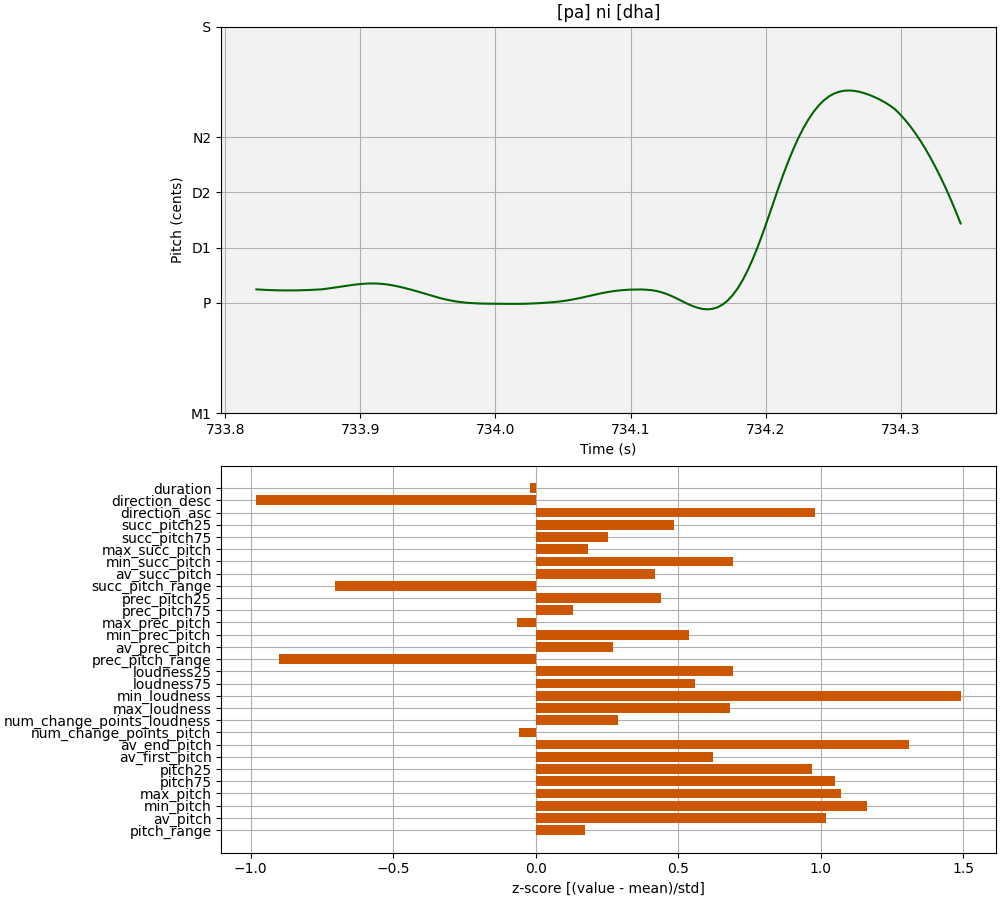 [pa] ni [dha]
S
N2
D2
D1
P
M1
Pitch (cents)
733.8 733.9 734.0 734.1 734.2 734.3
Time (s)
duration
direction_desc
direction_asc
succ_pitch25
succ_pitch75
max_succ_pitch
min_succ_pitch
av_succ_pitch
succ_pitch_range
prec_pitch25
prec_pitch75
max_prec_pitch
min_prec_pitch
av_prec_pitch
prec_pitch_range
loudness25
loudness75
min_loudness
max_loudness
num_change_points_loudness
num_change_points_pitch
av_end_pitch
av_first_pitch
pitch25
pitch75
max_pitch
min_pitch
av_pitch
pitch_range
−1.0 −0.5 0.0 0.5 1.0 1.5
z-score [(value - mean)/std]